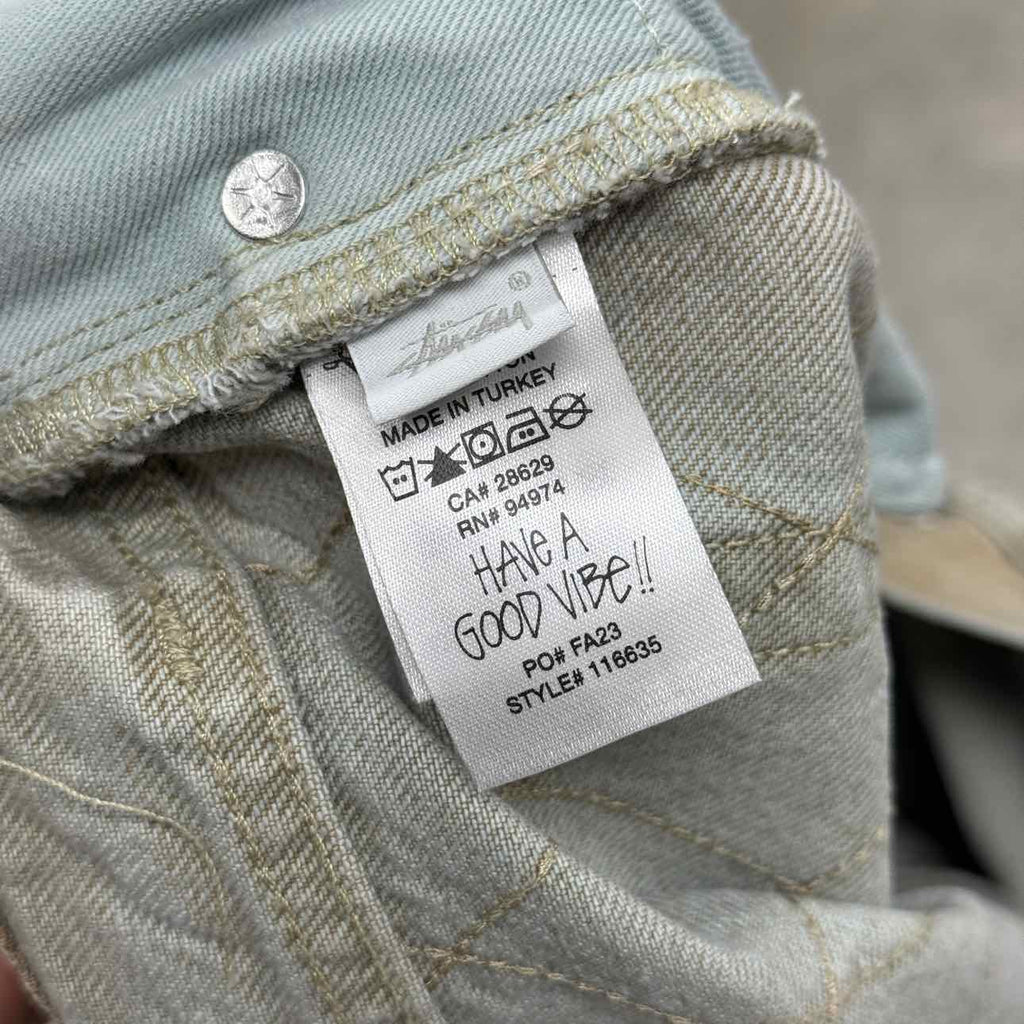 Stüssy
®
MADE IN TURKEY
CA# 28629
RN# 94974
HAVE A
GOOD VIBE!!
PO# FA23
STYLE# 116635